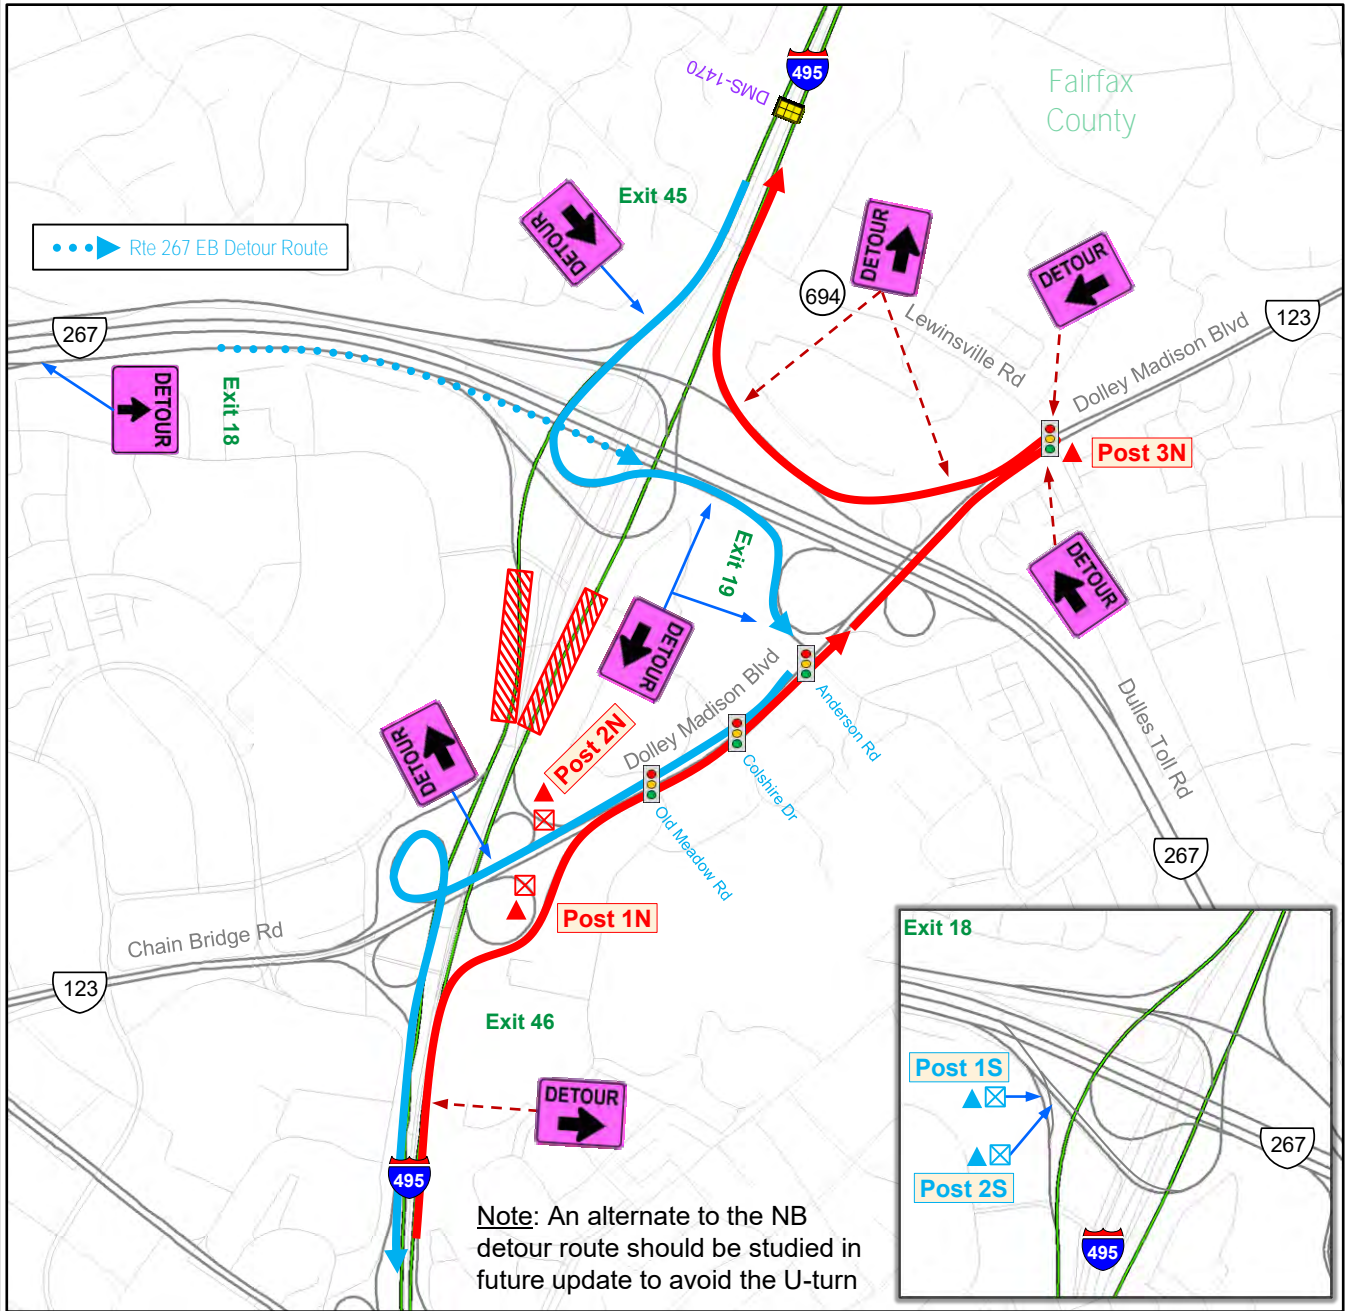 495
DMS-1470
Fairfax
County
Exit 45
DETOUR
DETOUR
DETOUR
Rte 267 EB Detour Route
694
123
267
Lewinsville Rd
Dolley Madison Blvd
DETOUR
Exit 18
Post 3N
Exit 19
DETOUR
DETOUR
Dolley Madison Blvd
Anderson Rd
Dulles Toll Rd
DETOUR
Post 2N
Colshire Dr
Old Meadow Rd
267
Post 1N
Chain Bridge Rd
123
Exit 46
DETOUR
495
Exit 18
Post 1S
Post 2S
267
495
Note: An alternate to the NB
detour route should be studied in
future update to avoid the U-turn